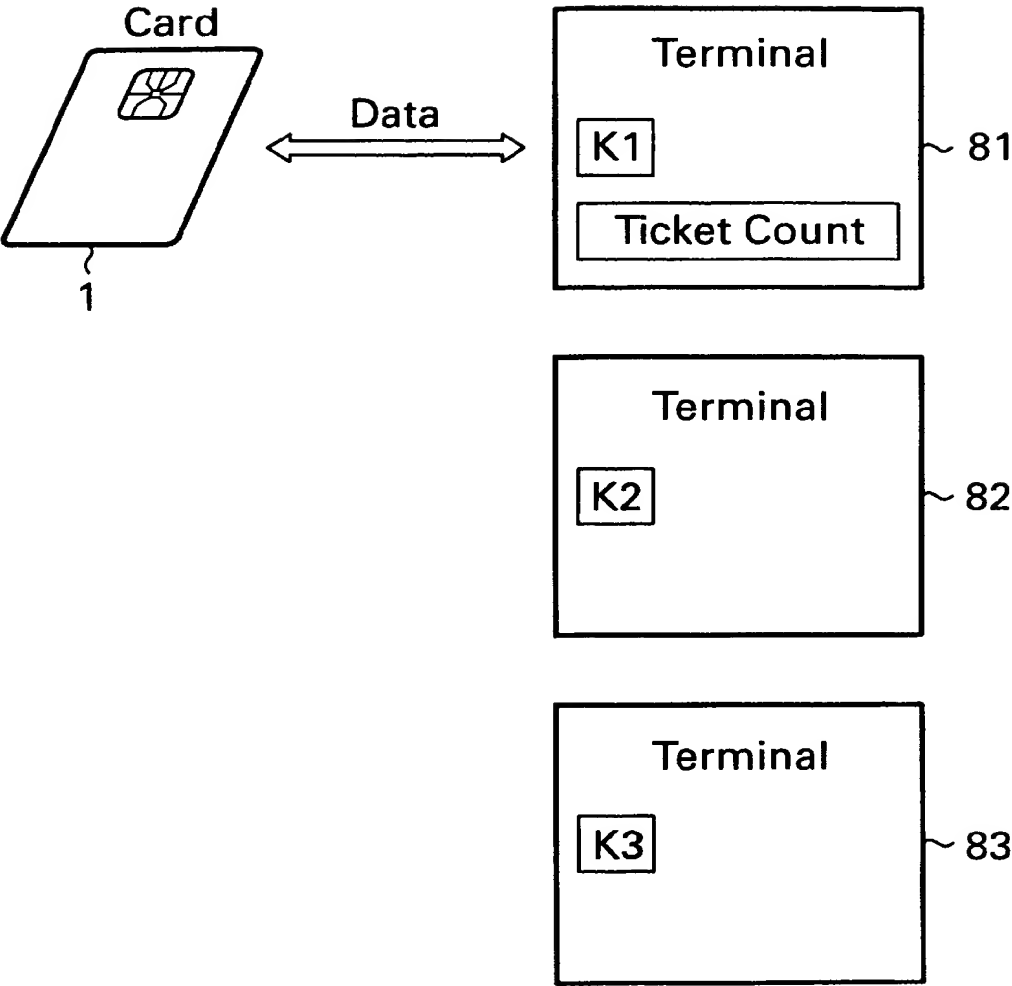 Card
Terminal
Data
K1
81
Ticket Count
1
Terminal
K2
82
Terminal
K3
83